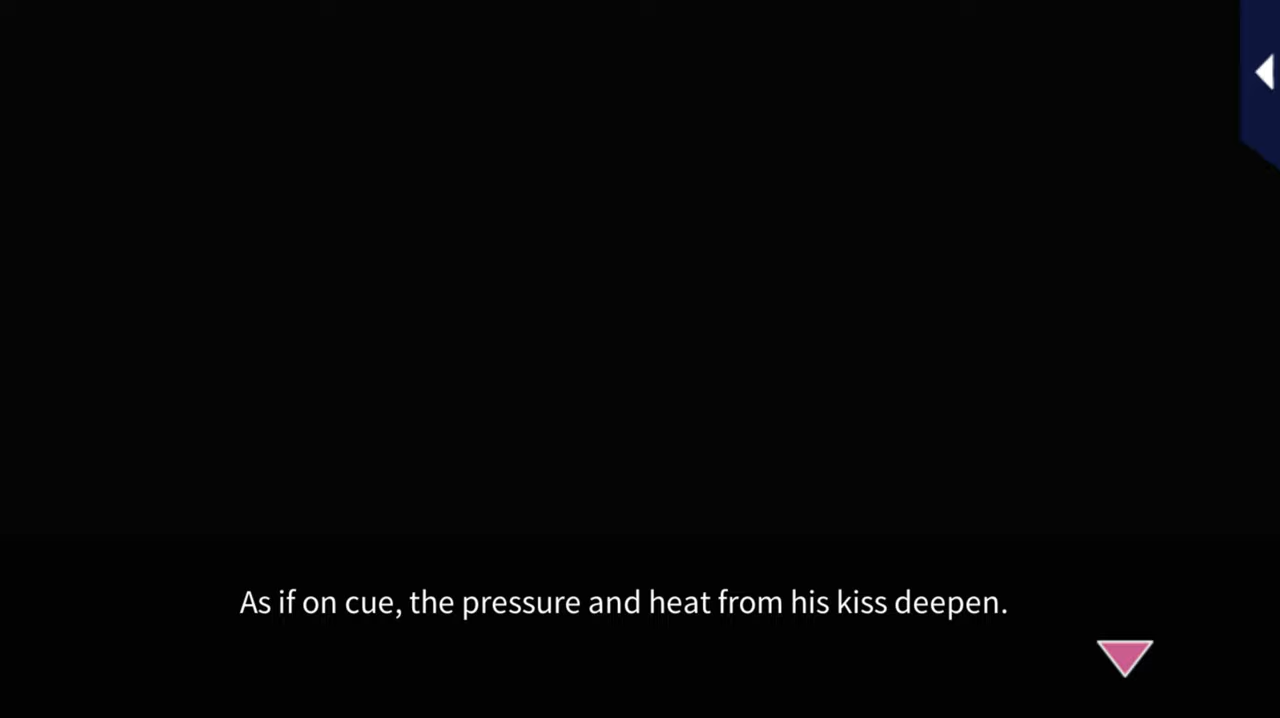 As if on cue, the pressure and heat from his kiss deepen.